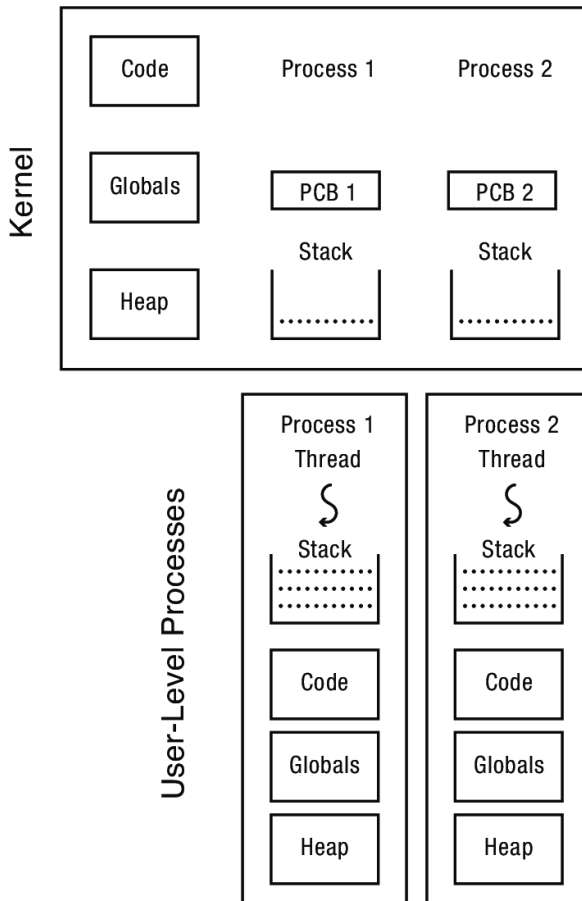 Kernel
Code
Process 1
Process 2
Globals
PCB 1
PCB 2
Heap
Stack
Stack
User-Level Processes
Process 1
Thread
Stack
Code
Globals
Heap
Process 2
Thread
Stack
Code
Globals
Heap